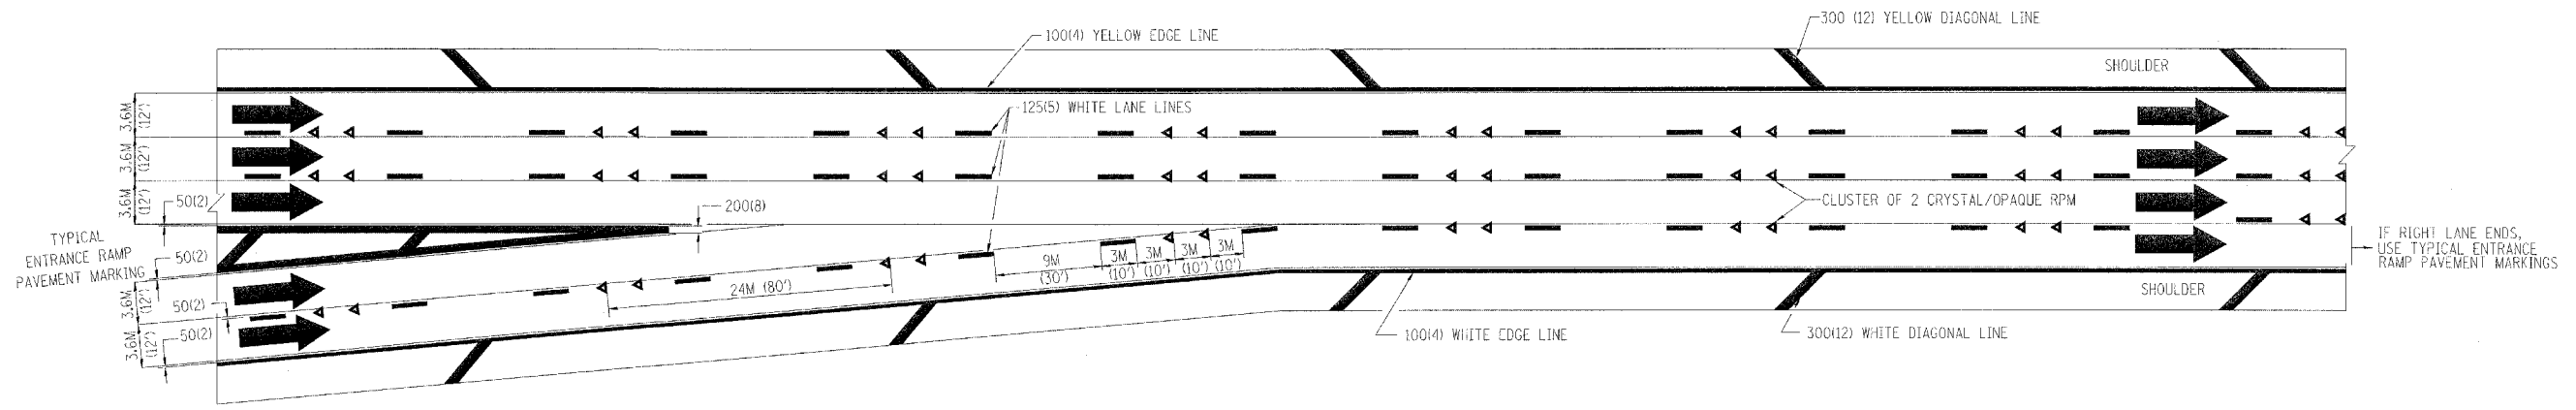 300 (12) YELLOW DIAGONAL LINE
100(4) YELLOW EDGE LINE
SHOULDER
3.6M
(12')
125(5) WHITE LANE LINES
3.6M
(12')
3.6M
(12')
50(2)
200(8)
CLUSTER OF 2 CRYSTAL/OPAQUE RPM
TYPICAL
ENTRANCE RAMP
PAVEMENT MARKING
50(2)
IF RIGHT LANE ENDS,
USE TYPICAL ENTRANCE
RAMP PAVEMENT MARKINGS
9M
(30')
3M
(10')
3M
(10')
3M
(10')
3M
(10')
24M (80')
3.6M
(12')
50(2)
3.6M
(12')
50(2)
SHOULDER
100(4) WHITE EDGE LINE
300(12) WHITE DIAGONAL LINE